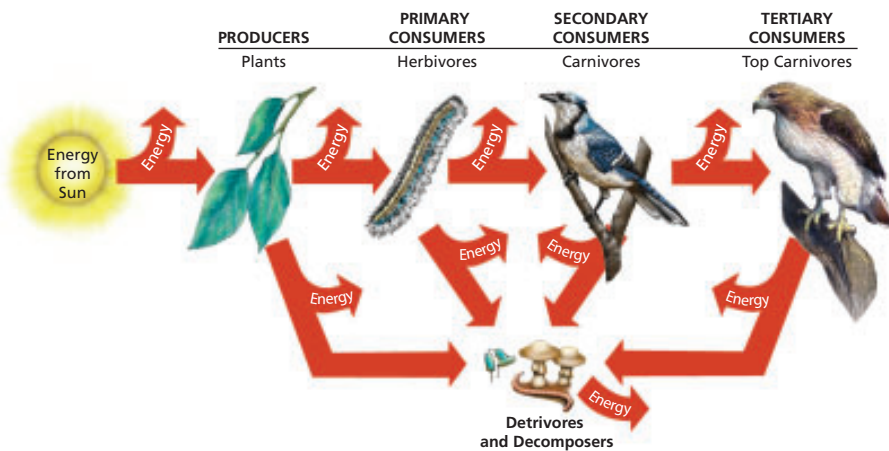 PRODUCERS
Plants
PRIMARY
CONSUMERS
Herbivores
SECONDARY
CONSUMERS
Carnivores
TERTIARY
CONSUMERS
Top Carnivores
Energy
from
Sun
Energy
Energy
Energy
Energy
Energy
Energy
Energy
Energy
Energy
Detrivores
and Decomposers